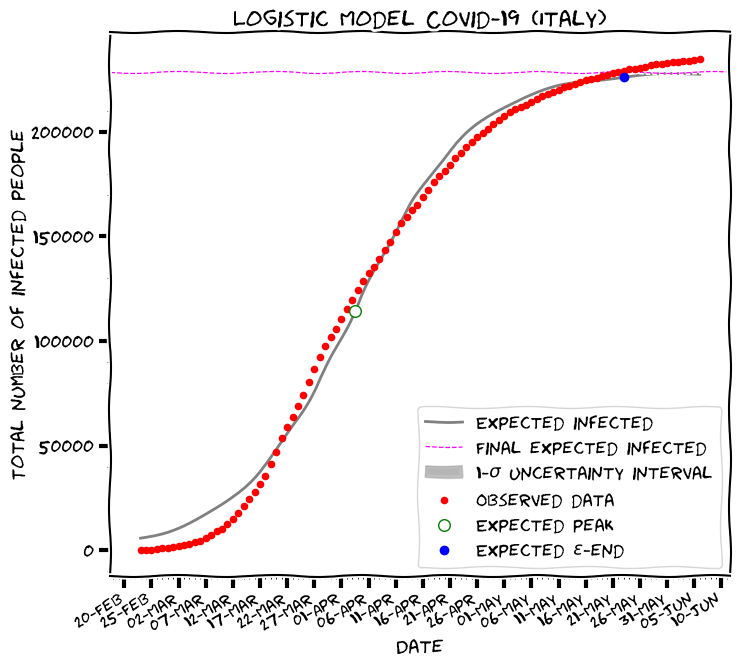 LOGISTIC MODEL COVID-19 (ITALY)
TOTAL NUMBER OF INFECTED PEOPLE
200000
150000
100000
50000
0
EXPECTED INFECTED
FINAL EXPECTED INFECTED
1-σ UNCERTAINTY INTERVAL
OBSERVED DATA
EXPECTED PEAK
EXPECTED ε-END
20-FEB
25-FEB
02-MAR
07-MAR
12-MAR
17-MAR
22-MAR
27-MAR
01-APR
06-APR
11-APR
16-APR
21-APR
26-APR
01-MAY
06-MAY
11-MAY
16-MAY
21-MAY
26-MAY
31-MAY
05-JUN
10-JUN
DATE